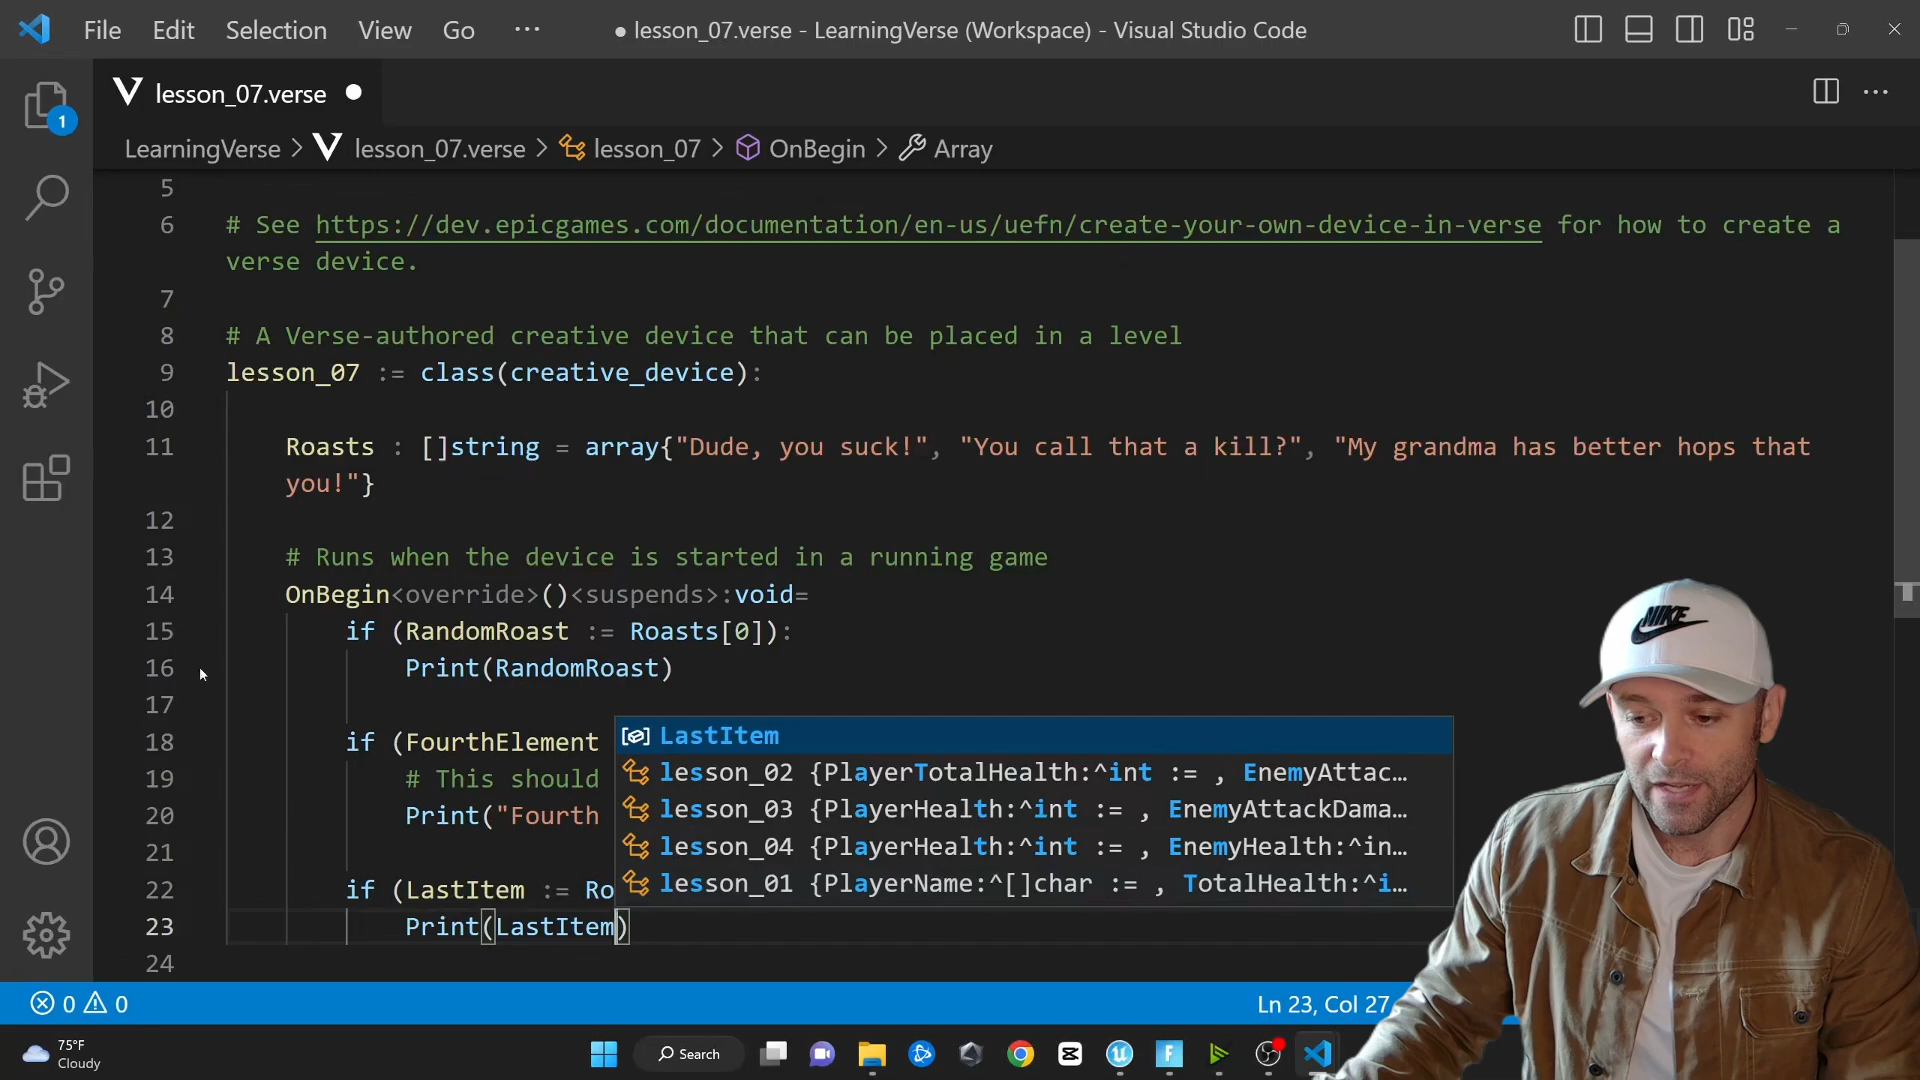 File Edit Selection View Go ··· ● lesson_07.verse - LearningVerse (Workspace) - Visual Studio Code
lesson_07.verse
LearningVerse > lesson_07.verse > lesson_07 > OnBegin > Array
1
5
6 # See https://dev.epicgames.com/documentation/en-us/uefn/create-your-own-device-in-verse for how to create a
verse device.
7
8 # A Verse-authored creative device that can be placed in a level
9 lesson_07 := class(creative_device):
10
11 Roasts : []string = array{"Dude, you suck!", "You call that a kill?", "My grandma has better hops that
you!"}
12
13 # Runs when the device is started in a running game
14 OnBegin<override>()<suspends>:void=
15 if (RandomRoast := Roasts[0]):
16 Print(RandomRoast)
17
18 if (FourthElement
19 # This should
20 Print("Fourth
21
22 if (LastItem := Ro
23 Print(LastItem)
24
LastItem
lesson_02 {PlayerTotalHealth:^int := , EnemyAttac...
lesson_03 {PlayerHealth:^int := , EnemyAttackDama...
lesson_04 {PlayerHealth:^int := , EnemyHealth:^in...
lesson_01 {PlayerName:^[]char := , TotalHealth:^i...
NIKE
0 0 Ln 23, Col 27
75°F
Cloudy
Search